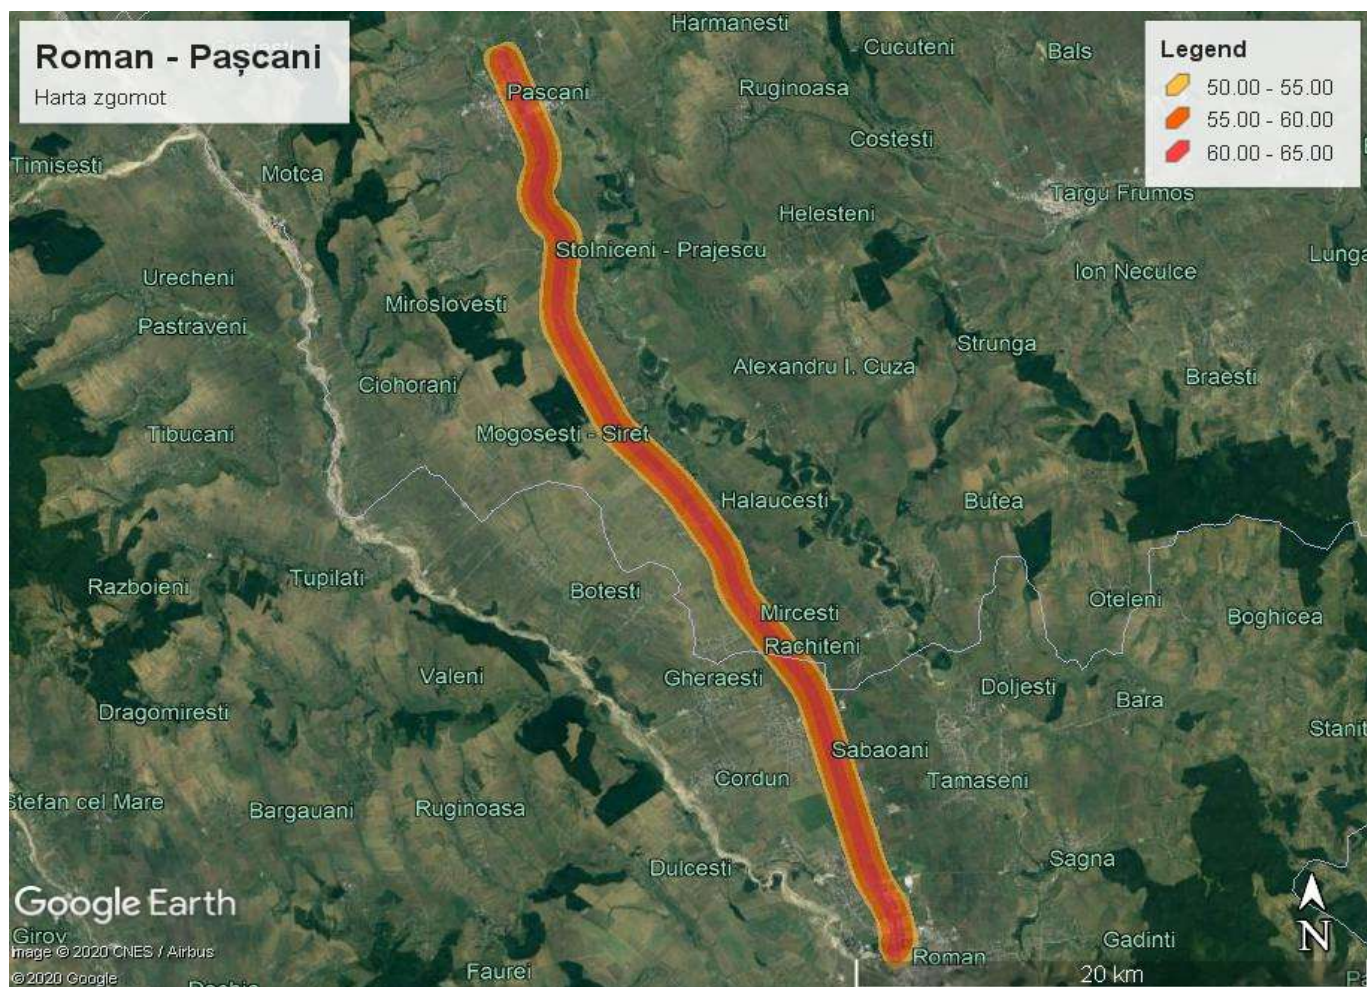 Roman - Pașcani
Harta zgomot
Legend
50.00 - 55.00
55.00 - 60.00
60.00 - 65.00
Harmanesti
Cucuteni
Bals
Pascani
Ruginoasa
Costesti
Timisesti
Motca
Targu Frumos
Helesteni
Stolniceni - Prajescu
Lunga
Urecheni
Ion Neculce
Miroslovesti
Pastraveni
Strunga
Alexandru I. Cuza
Ciohorani
Braesti
Tibucani
Mogosesti - Siret
Halaucesti
Butea
Razboieni
Tupilati
Botesti
Oteleni
Mircesti
Boghicea
Rachiteni
Valeni
Gheraesti
Doljesti
Bara
Dragomiresti
Stanit
Sabaoani
Cordun
Tamaseni
Stefan cel Mare
Bargauani
Ruginoasa
Dulcesti
Sagna
Google Earth
N
Girov
Gadinti
Image © 2020 CNES / Airbus
Roman
Faurei
20 km
© 2020 Google